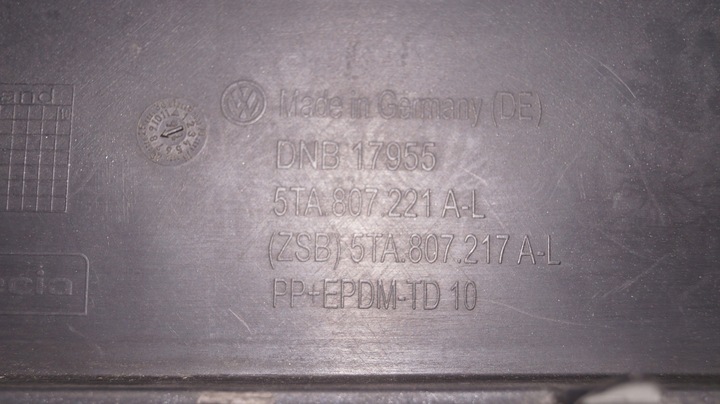 Made in Germany (DE)
DNB 17955
5TA.807.221 A-L
(ZSB) 5TA.807.217 A-L
PP+EPDM-TD 10